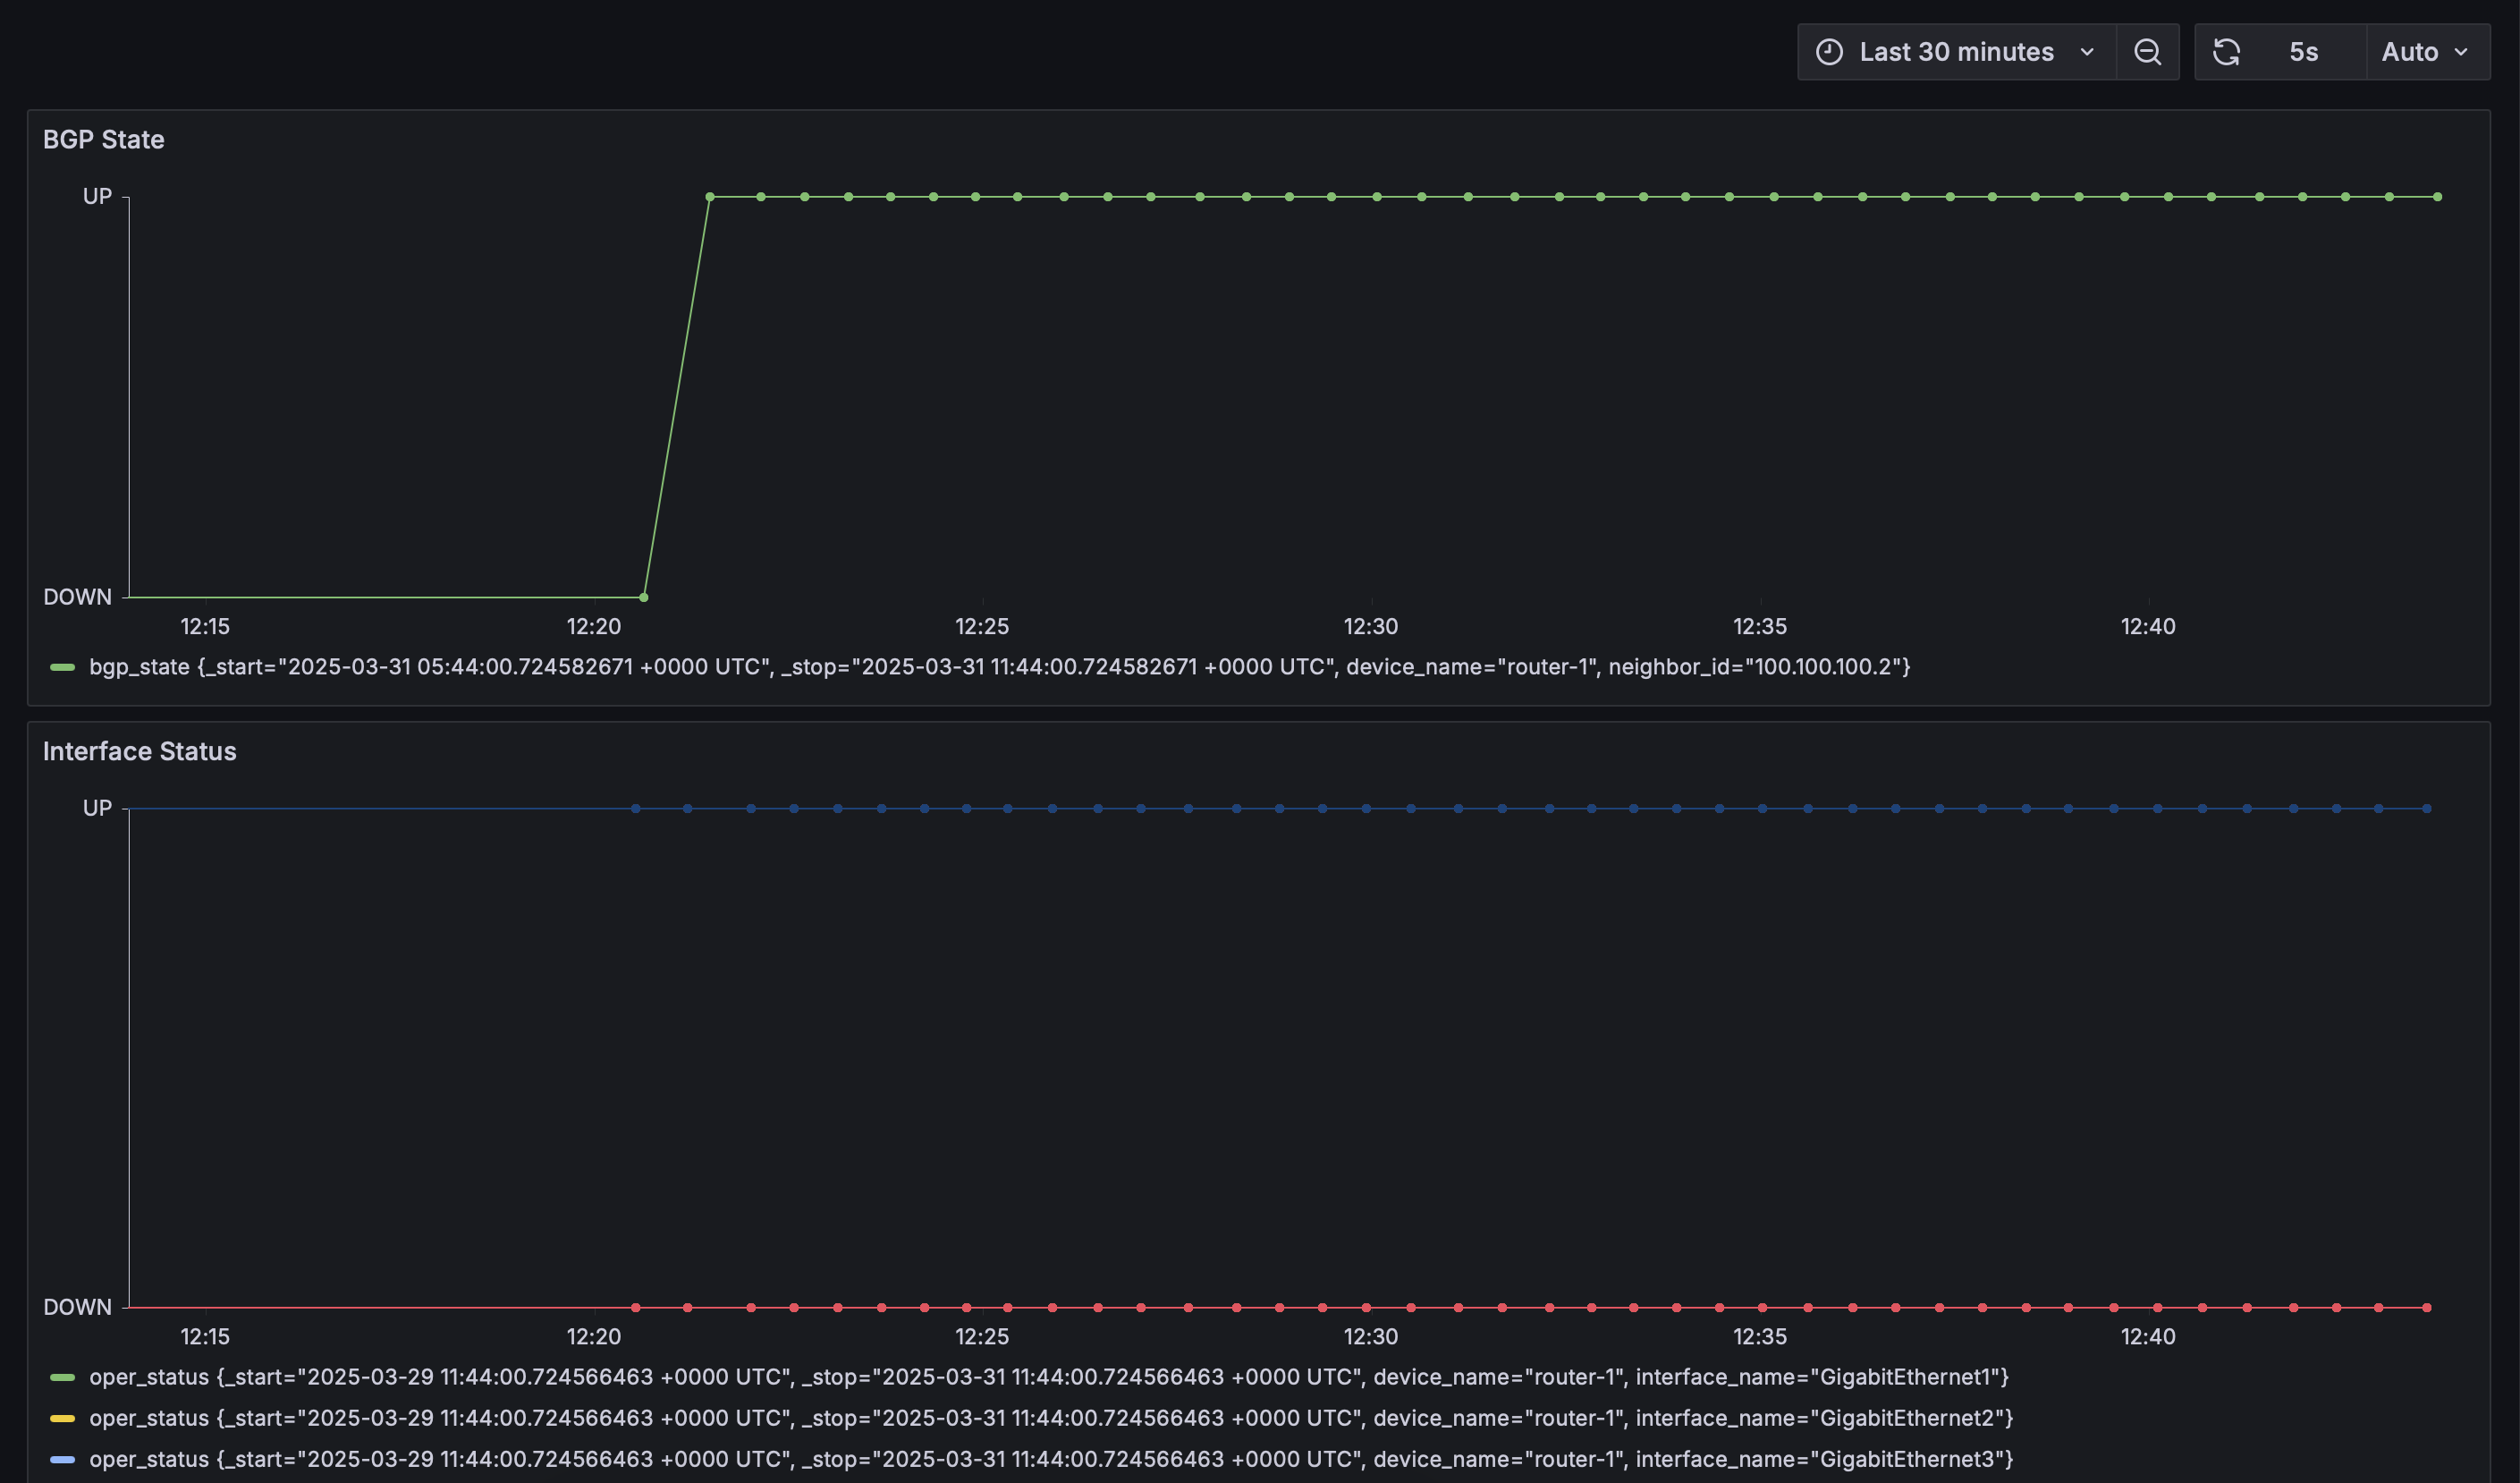 Last 30 minutes 5s Auto
BGP State
UP
DOWN
12:15 12:20 12:25 12:30 12:35 12:40
bgp_state {_start="2025-03-31 05:44:00.724582671 +0000 UTC", _stop="2025-03-31 11:44:00.724582671 +0000 UTC", device_name="router-1", neighbor_id="100.100.100.2"}
Interface Status
UP
DOWN
12:15 12:20 12:25 12:30 12:35 12:40
oper_status {_start="2025-03-29 11:44:00.724566463 +0000 UTC", _stop="2025-03-31 11:44:00.724566463 +0000 UTC", device_name="router-1", interface_name="GigabitEthernet1"}
oper_status {_start="2025-03-29 11:44:00.724566463 +0000 UTC", _stop="2025-03-31 11:44:00.724566463 +0000 UTC", device_name="router-1", interface_name="GigabitEthernet2"}
oper_status {_start="2025-03-29 11:44:00.724566463 +0000 UTC", _stop="2025-03-31 11:44:00.724566463 +0000 UTC", device_name="router-1", interface_name="GigabitEthernet3"}